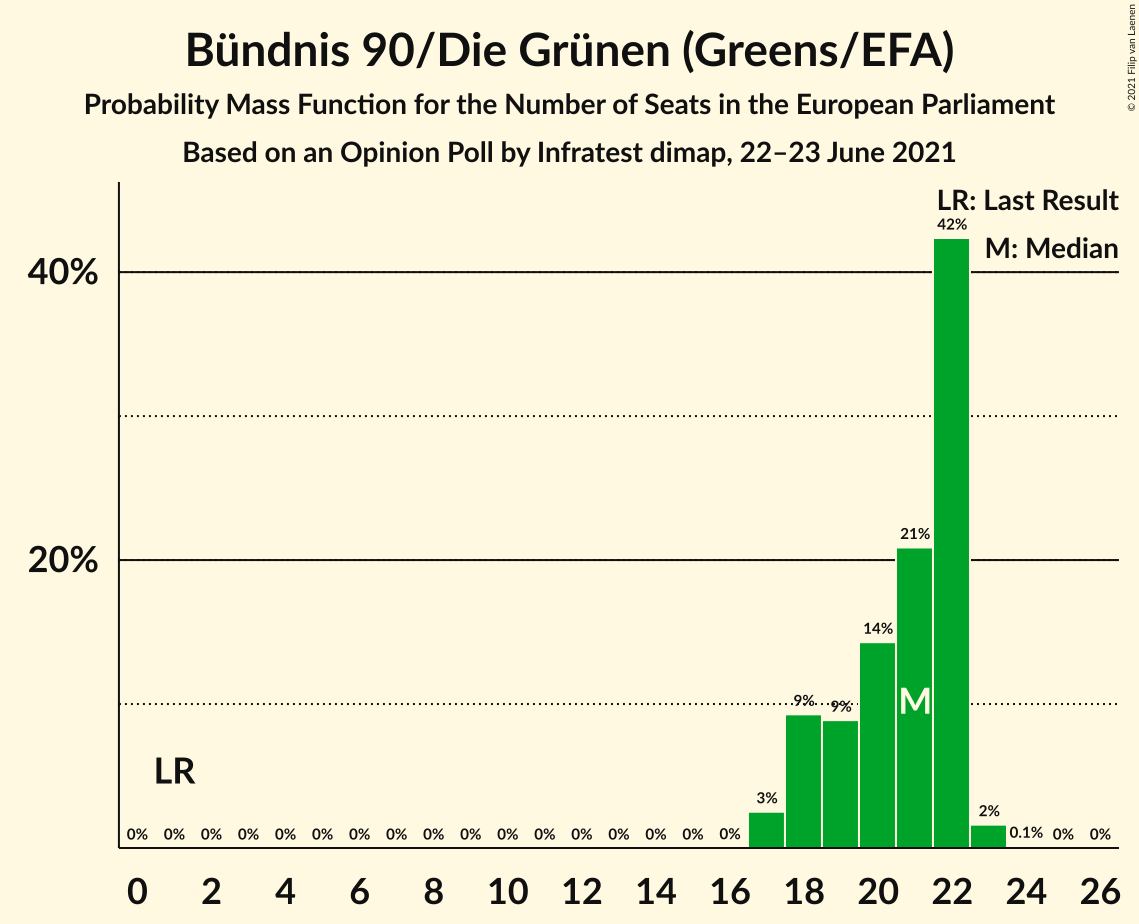 Bündnis 90/Die Grünen (Greens/EFA)
Probability Mass Function for the Number of Seats in the European Parliament
Based on an Opinion Poll by Infratest dimap, 22–23 June 2021
© 2021 Filip van Laenen
LR: Last Result
M: Median
42%
40%
21%
20%
14%
9% 9%
M
LR
3%
2%
0% 0% 0% 0% 0% 0% 0% 0% 0% 0% 0% 0% 0% 0% 0% 0% 0% 0.1% 0% 0%
0 2 4 6 8 10 12 14 16 18 20 22 24 26